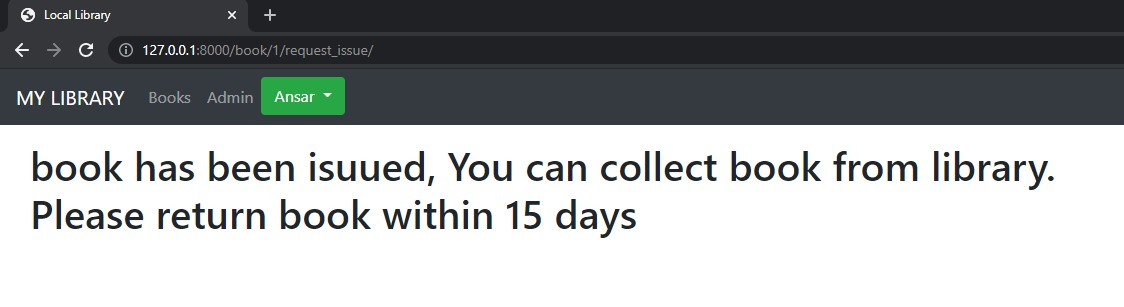 Local Library
127.0.0.1:8000/book/1/request_issue/
MY LIBRARY Books Admin Ansar
book has been isuued, You can collect book from library.
Please return book within 15 days